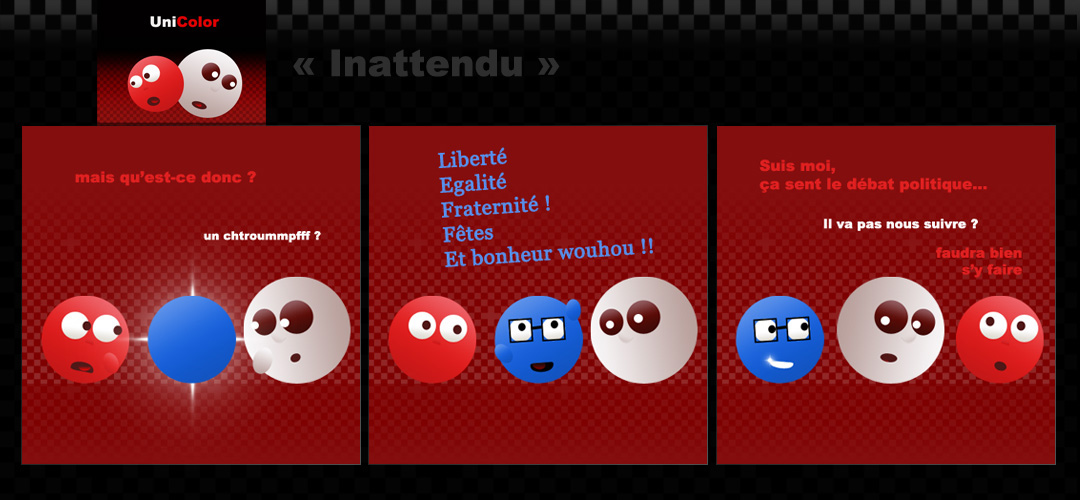 UniColor
« Inattendu »
mais qu'est-ce donc ?
un chtroummpfff ?
Liberté
Egalité
Fraternité !
Fêtes
Et bonheur wouhou !!
Suis moi,
ça sent le débat politique...
Il va pas nous suivre ?
faudra bien
s'y faire